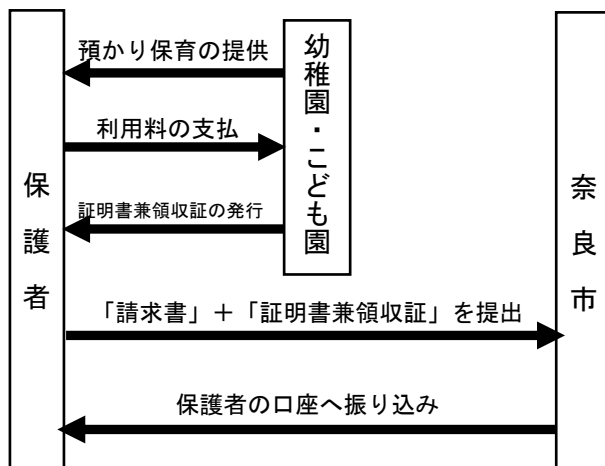 保護者
預かり保育の提供
利用料の支払
証明書兼領収証の発行
幼稚園・こども園
「請求書」＋「証明書兼領収証」を提出
保護者の口座へ振り込み
奈良市